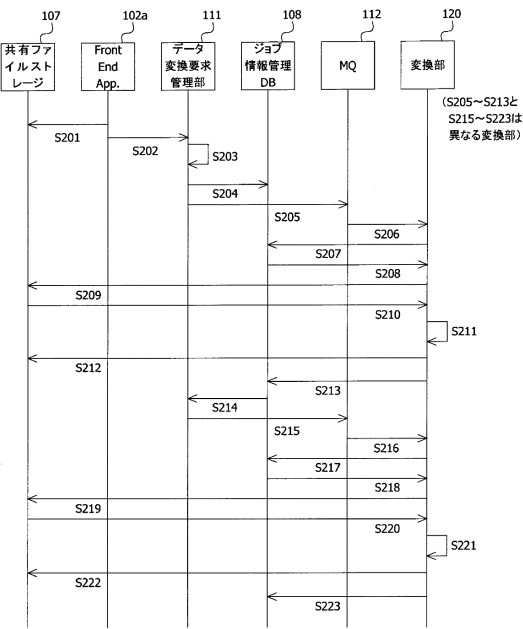 107
102a
111
108
112
120
共有ファ
イルスト
レージ
Front
End
App.
データ
変換要求
管理部
ジョブ
情報管理
DB
MQ
変換部
(S205～S213と
S215～S223は
異なる変換部)
S201
S202
S203
S204
S205
S206
S207
S208
S209
S210
S211
S212
S213
S214
S215
S216
S217
S218
S219
S220
S221
S222
S223